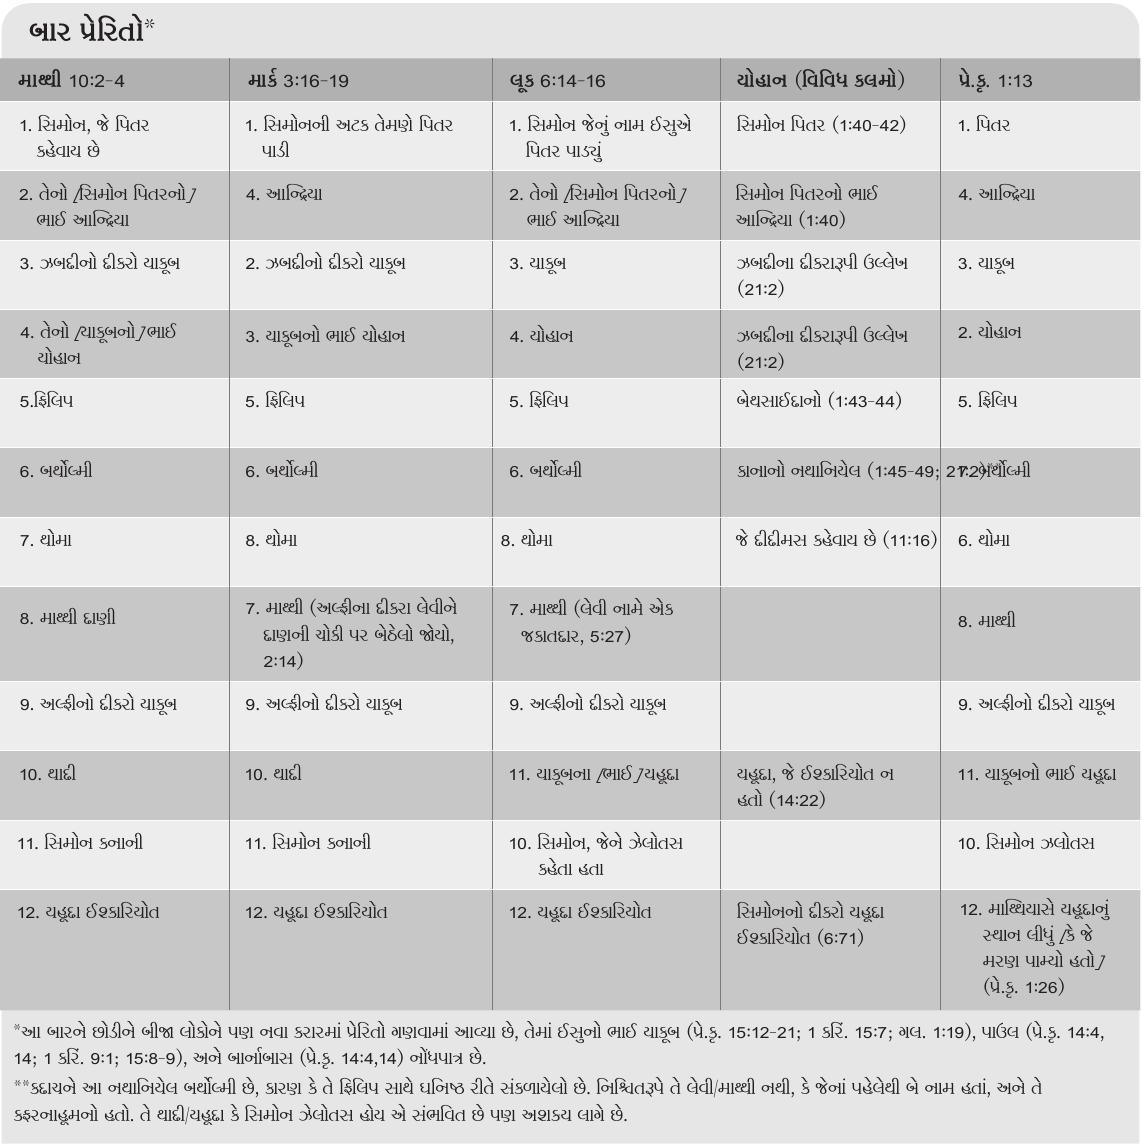 બાર પ્રેરિતો*
માથ્થી 10:2-4 માર્ક 3:16-19 લૂક 6:14-16 યોહાન (વિવિધ કલમો) પ્રે.કૃ. 1:13
1. સિમોન, જે પિતર
કહેવાય છે
1. સિમોનની અટક તેમણે પિતર
પાડી
1. સિમોન જેનું નામ ઈસુએ
પિતર પાડ્યું
સિમોન પિતર (1:40-42)
1. પિતર
2. તેનો [સિમોન પિતરનો]
ભાઈ આન્દ્રિયા
4. આન્દ્રિયા
2. તેનો [સિમોન પિતરનો]
ભાઈ આન્દ્રિયા
સિમોન પિતરનો ભાઈ
આન્દ્રિયા (1:40)
4. આન્દ્રિયા
3. ઝબદ્દીનો દીકરો યાકૂબ
2. ઝબદ્દીનો દીકરો યાકૂબ
3. યાકૂબ
ઝબદ્દીના દીકરારૂપી ઉલ્લેખ
(21:2)
3. યાકૂબ
4. તેનો [યાકૂબનો] ભાઈ
યોહાન
3. યાકૂબનો ભાઈ યોહાન
4. યોહાન
ઝબદ્દીના દીકરારૂપી ઉલ્લેખ
(21:2)
2. યોહાન
5.ફિલિપ
5. ફિલિપ
5. ફિલિપ
બેથસાઈદાનો (1:43-44)
5. ફિલિપ
6. બર્થોલ્મી
6. બર્થોલ્મી
6. બર્થોલ્મી
કાનાનો નથાનિયેલ (1:45-49; 21:2)**
7. બર્થોલ્મી
7. થોમા
8. થોમા
8. થોમા
જે દીદીમસ કહેવાય છે (11:16)
6. થોમા
8. માથ્થી દાણી
7. માથ્થી (અલ્ફીના દીકરા લેવીને
દાણની ચોકી પર બેઠેલો જોયો,
2:14)
7. માથ્થી (લેવી નામે એક
જકાતદાર, 5:27)
8. માથ્થી
9. અલ્ફીનો દીકરો યાકૂબ
9. અલ્ફીનો દીકરો યાકૂબ
9. અલ્ફીનો દીકરો યાકૂબ
9. અલ્ફીનો દીકરો યાકૂબ
10. થાદ્દી
10. થાદ્દી
11. યાકૂબના [ભાઈ] યહૂદા
યહૂદા, જે ઈશ્કારિયોત ન
હતો (14:22)
11. યાકૂબનો ભાઈ યહૂદા
11. સિમોન કનાની
11. સિમોન કનાની
10. સિમોન, જેને ઝેલોતસ
કહેતા હતા
10. સિમોન ઝલોતસ
12. યહૂદા ઈશ્કારિયોત
12. યહૂદા ઈશ્કારિયોત
12. યહૂદા ઈશ્કારિયોત
સિમોનનો દીકરો યહૂદા
ઈશ્કારિયોત (6:71)
12. માથ્થિયાસે યહૂદાનું
સ્થાન લીધું [કે જે
મરણ પામ્યો હતો]
(પ્રે.કૃ. 1:26)
*આ બારને છોડીને બીજા લોકોને પણ નવા કરારમાં પ્રેરિતો ગણવામાં આવ્યા છે, તેમાં ઈસુનો ભાઈ યાકૂબ (પ્રે.કૃ. 15:12-21; 1 કરિં. 15:7; ગલ. 1:19), પાઉલ (પ્રે.કૃ. 14:4,
14; 1 કરિં. 9:1; 15:8-9), અને બાર્નાબાસ (પ્રે.કૃ. 14:4,14) નોંધપાત્ર છે.
**કદાચને આ નથાનિયેલ બર્થોલ્મી છે, કારણ કે તે ફિલિપ સાથે ઘનિષ્ઠ રીતે સંકળાયેલો છે. નિશ્ચિતરૂપે તે લેવી/માથ્થી નથી, કે જેનાં પહેલેથી બે નામ હતાં, અને તે
કફરનાહૂમનો હતો. તે થાદ્દી/યહૂદા કે સિમોન ઝેલોતસ હોય એ સંભવિત છે પણ અશકય લાગે છે.